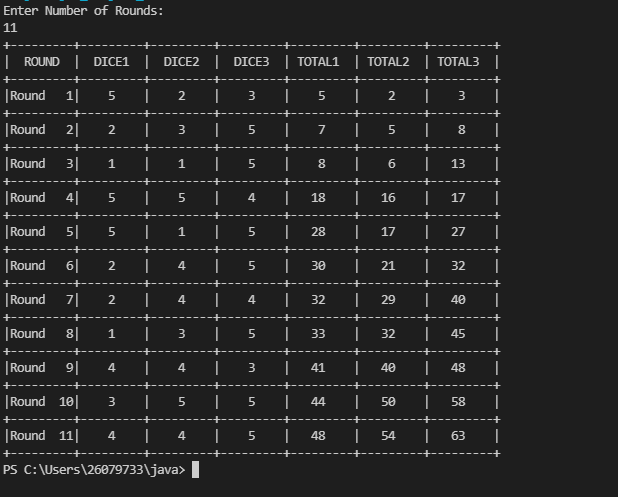 Enter Number of Rounds:
11
+---------+---------+---------+---------+---------+---------+---------+
|  ROUND  |  DICE1  |  DICE2  |  DICE3  | TOTAL1  | TOTAL2  | TOTAL3  |
+---------+---------+---------+---------+---------+---------+---------+
|Round   1|    5    |    2    |    3    |    5    |    2    |    3    |
+---------+---------+---------+---------+---------+---------+---------+
|Round   2|    2    |    3    |    5    |    7    |    5    |    8    |
+---------+---------+---------+---------+---------+---------+---------+
|Round   3|    1    |    1    |    5    |    8    |    6    |   13    |
+---------+---------+---------+---------+---------+---------+---------+
|Round   4|    5    |    5    |    4    |   18    |   16    |   17    |
+---------+---------+---------+---------+---------+---------+---------+
|Round   5|    5    |    1    |    5    |   28    |   17    |   27    |
+---------+---------+---------+---------+---------+---------+---------+
|Round   6|    2    |    4    |    5    |   30    |   21    |   32    |
+---------+---------+---------+---------+---------+---------+---------+
|Round   7|    2    |    4    |    4    |   32    |   29    |   40    |
+---------+---------+---------+---------+---------+---------+---------+
|Round   8|    1    |    3    |    5    |   33    |   32    |   45    |
+---------+---------+---------+---------+---------+---------+---------+
|Round   9|    4    |    4    |    3    |   41    |   40    |   48    |
+---------+---------+---------+---------+---------+---------+---------+
|Round  10|    3    |    5    |    5    |   44    |   50    |   58    |
+---------+---------+---------+---------+---------+---------+---------+
|Round  11|    4    |    4    |    5    |   48    |   54    |   63    |
+---------+---------+---------+---------+---------+---------+---------+
PS C:\Users\26079733\java>